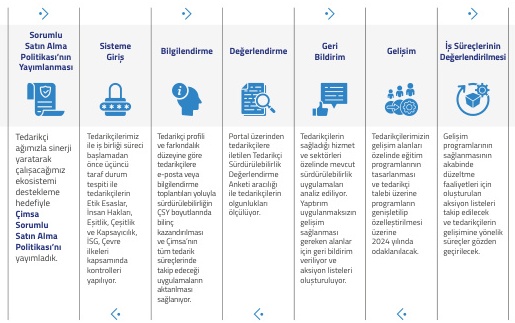 Sorumlu
Satın Alma
Politikası'nın
Yayımlanması
Tedarikçi
ağımızla sinerji
yaratarak
çalışacağımız
ekosistemi
destekleme
hedefiyle
Çimsa
Sorumlu
Satın Alma
Politikası'nı
yayımladık.
Sisteme
Giriş
Tedarikçilerimiz
ile iş birliği süreci
başlamadan
önce üçüncü
taraf durum
tespiti ile
tedarikçilerin
Etik Esaslar,
İnsan Hakları,
Eşitlik, Çeşitlik
ve Kapsayıcılık,
İSG, Çevre
ilkeleri
kapsamında
kontrolleri
yapılıyor.
Bilgilendirme
Tedarikçi profili
ve farkındalık
düzeyine göre
tedarikçilere
e-posta veya
bilgilendirme
toplantıları yoluyla
sürdürülebilirliğin
ÇSY boyutlarında
bilinç
kazandırılması
ve Çimsa'nın
tüm tedarik
süreçlerinde
takip edeceği
uygulamaların
aktarılması
sağlanıyor.
Değerlendirme
Portal üzerinden
tedarikçilere
iletilen Tedarikçi
Sürdürülebilirlik
Değerlendirme
Anketi aracılığı
ile tedarikçilerin
olgunlukları
ölçülüyor.
Geri
Bildirim
Tedarikçilerin
sağladığı hizmet
ve sektörleri
özelinde mevcut
sürdürülebilirlik
uygulamaları
analiz ediliyor.
Yaptırım
uygulanmaksızın
gelişim
sağlanması
gereken alanlar
için geri bildirim
veriliyor ve
aksiyon listeleri
oluşturuluyor.
Gelişim
Tedarikçilerimizin
gelişim alanları
özelinde eğitim
programlarının
tasarlanması
ve tedarikçi
talebi üzerine
programların
genişletilip
özelleştirilmesi
üzerine
2024 yılında
odaklanılacak.
İş Süreçlerinin
Değerlendirilmesi
Gelişim
programlarının
sağlanmasının
akabinde
düzeltme
faaliyetleri için
oluşturulan
aksiyon listeleri
takip edilecek
ve tedarikçilerin
gelişimine yönelik
süreçler gözden
geçirilecek.